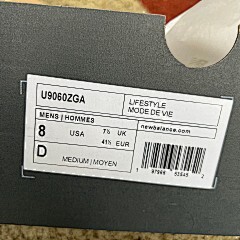 U9060ZGA
LIFESTYLE
MODE DE VIE
MENS | HOMMES
newbalance.com
8 USA 7½ UK
41½ EUR
D MEDIUM / MOYEN